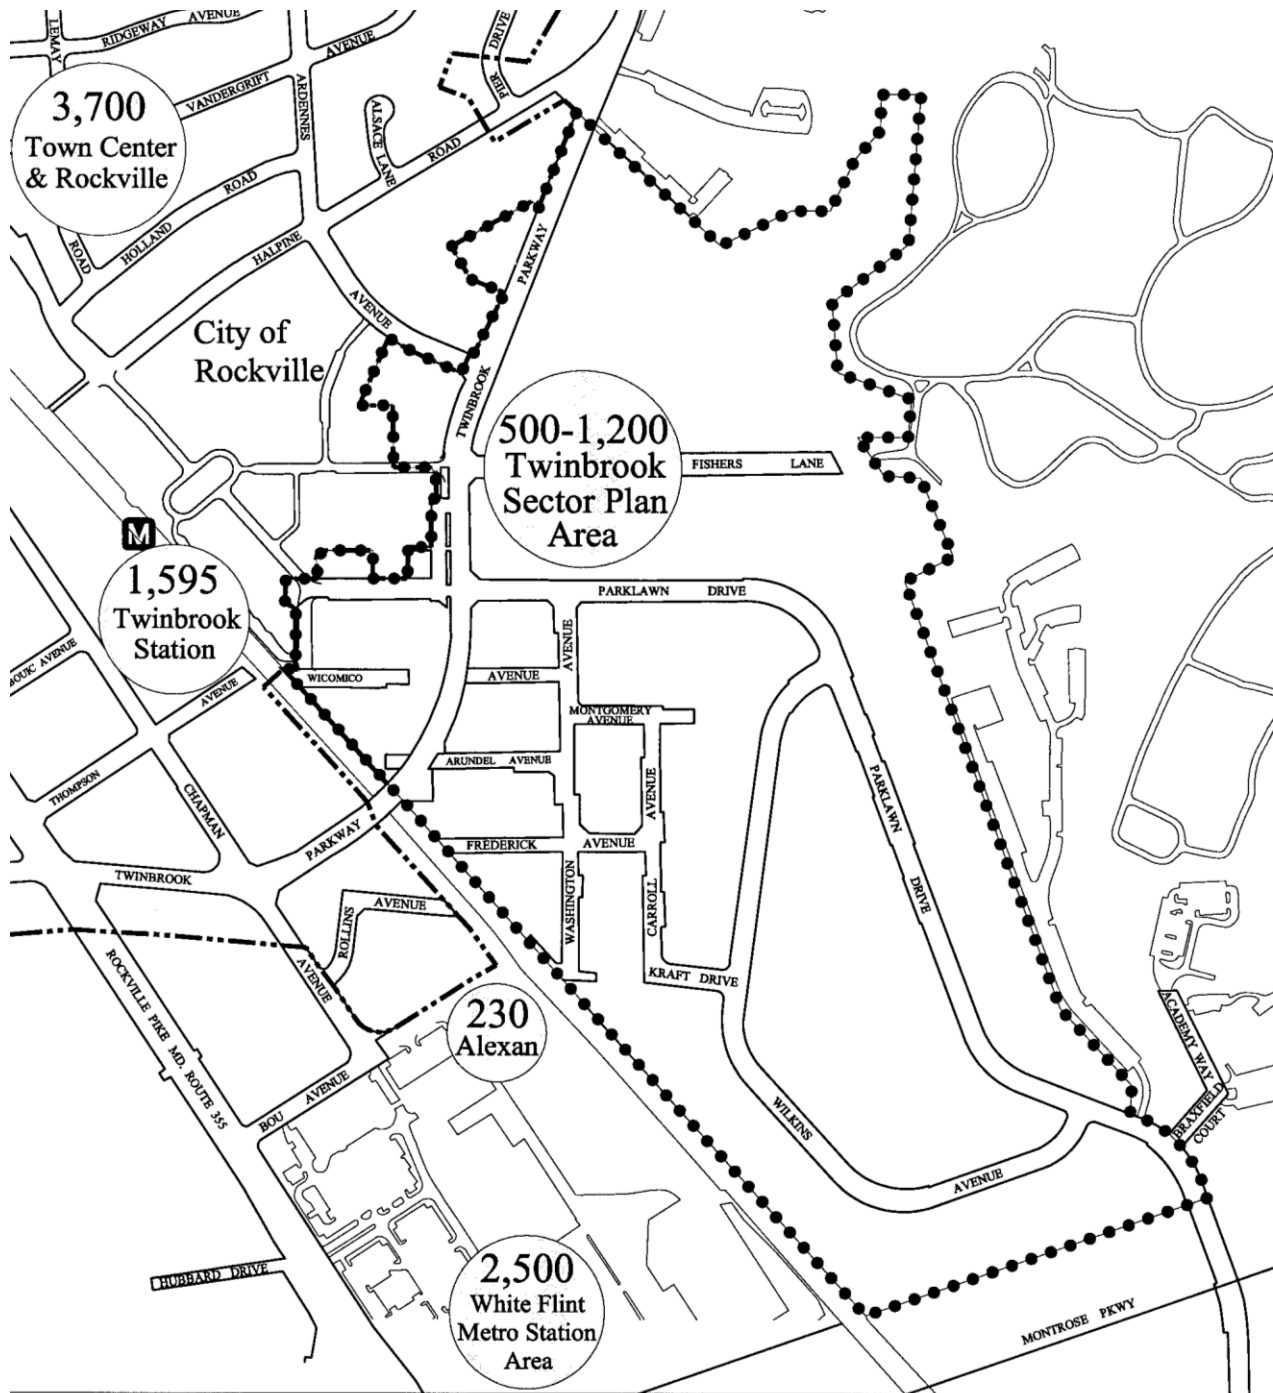 LEMAY
RIDGEWAY AVENUE
AVENUE
VANDERGRIFT
ARDENNES
PIER DRIVE
3,700
Town Center
& Rockville
ALSACE LANE
ROAD
HOLLAND ROAD
ROAD
HALPINE
AVENUE
PARKWAY
City of
Rockville
TWINBROOK
500-1,200
Twinbrook
Sector Plan
Area
FISHERS LANE
M
1,595
Twinbrook
Station
PARKLAWN DRIVE
AVENUE
AVENUE
WICOMICO
AVENUE
MONTGOMERY
AVENUE
ARUNDEL AVENUE
THOMPSON
CHAPMAN
AVENUE
PARKLAWN
DRIVE
PARKWAY
FREDERICK AVENUE
TWINBROOK
AVENUE
ROLLINS
AVENUE
WASHINGTON
CARROLL
KRAFT DRIVE
ROCKVILLE PIKE MD. ROUTE 355
230
Alexan
ACADEMY WAY
BRAXFIELD
COURT
BOU AVENUE
WILKINS
AVENUE
HUBBARD DRIVE
2,500
White Flint
Metro Station
Area
MONTROSE PKWY